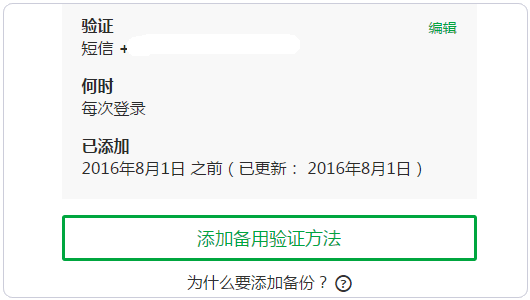 验证
编辑
短信 +
何时
每次登录
已添加
2016年8月1日 之前 ( 已更新： 2016年8月1日 )
添加备用验证方法
为什么要添加备份？ ?